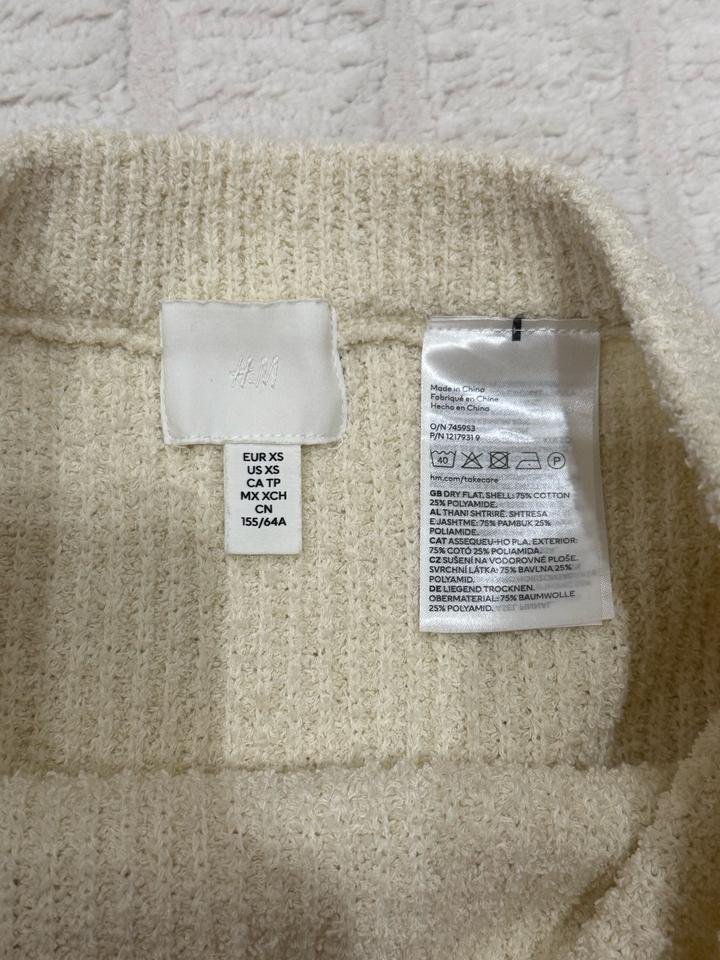 H&M
EUR XS
US XS
CA TP
MX XCH
CN
155/64A
Made in China
Fabriqué en Chine
Hecho en China
O/N 745953
P/N 1217931 9
40
P
hm.com/takecare
GB DRY FLAT. SHELL: 75% COTTON
25% POLYAMIDE.
AL THANI SHTRIRË. SHTRESA
E JASHTME: 75% PAMBUK 25%
POLIAMIDE.
CAT ASSEQUEU-HO PLA. EXTERIOR:
75% COTÓ 25% POLIAMIDA.
CZ SUŠENÍ NA VODOROVNÉ PLOŠE.
SVRCHNÍ LÁTKA: 75% BAVLNA 25%
POLYAMID.
DE LIEGEND TROCKNEN.
OBERMATERIAL: 75% BAUMWOLLE
25% POLYAMID.